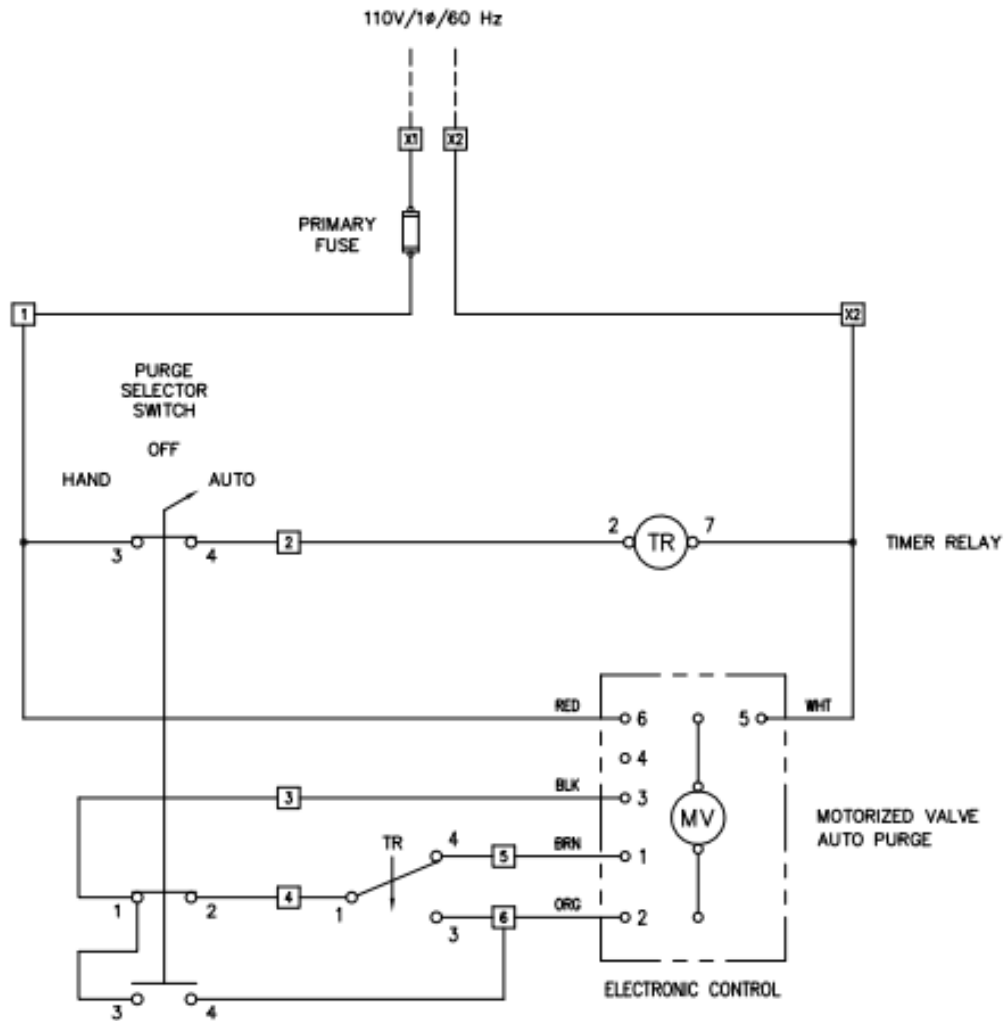 110V/1ø/60 Hz
X1 X2
PRIMARY
FUSE
1 X2
PURGE
SELECTOR
SWITCH
OFF
HAND AUTO
3 4 2 2 TR 7 TIMER RELAY
RED 6 5 WHT
4
3 BLK 3 MV MOTORIZED VALVE
AUTO PURGE
TR 4 5 BRN 1
1 2 4 1
3 6 ORG 2
3 4
ELECTRONIC CONTROL